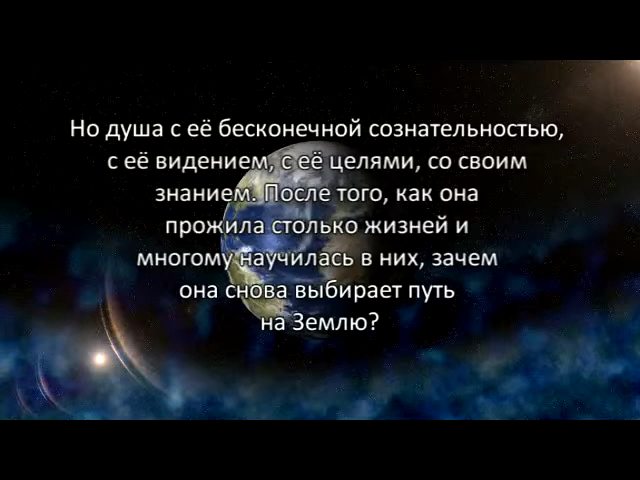 Но душа с её бесконечной сознательностью,
с её видением, с её целями, со своим
знанием. После того, как она
прожила столько жизней и
многому научилась в них, зачем
она снова выбирает путь
на Землю?